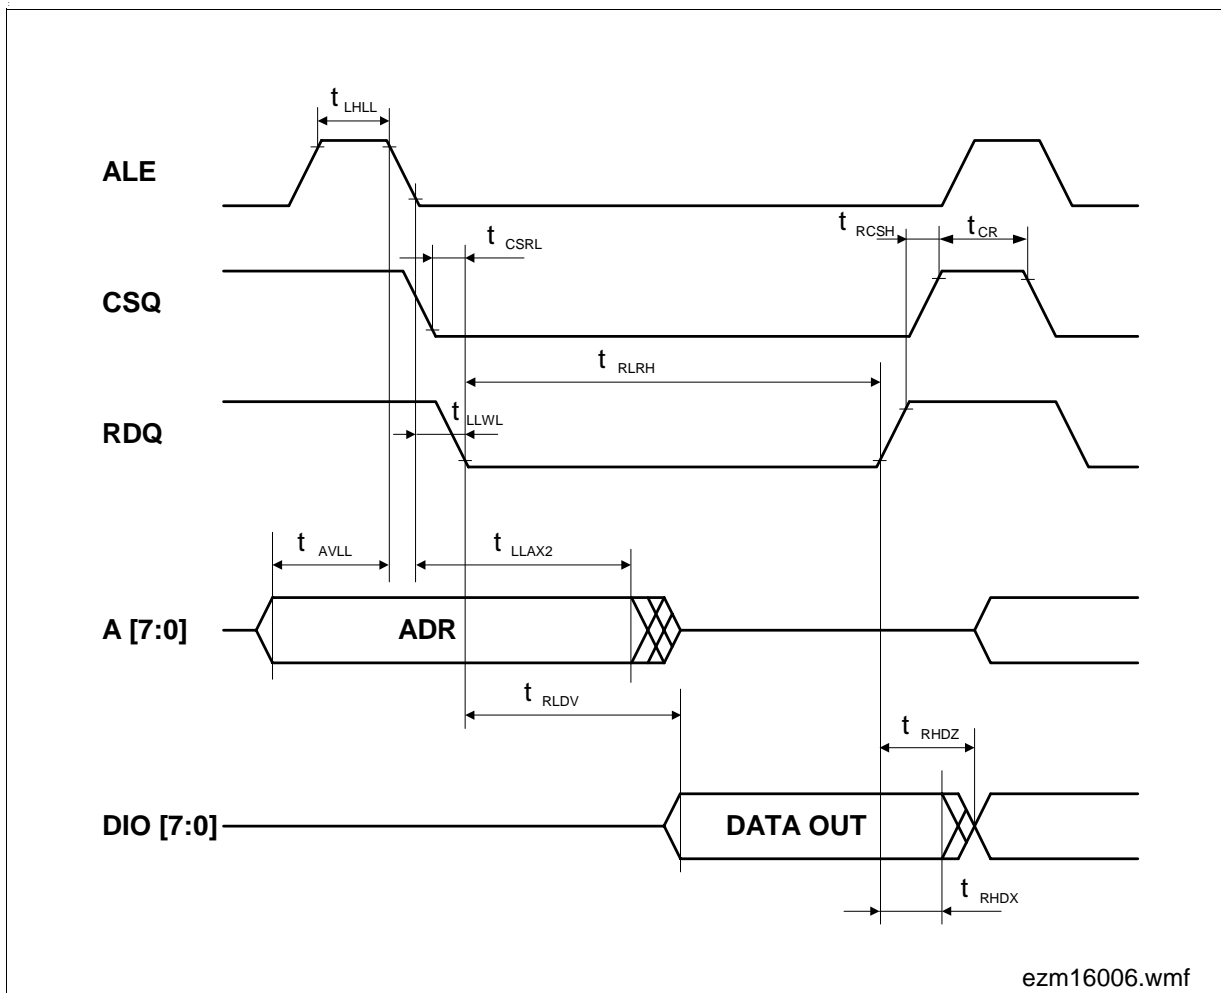 t LHLL
ALE
t RCSH
t CR
t CSRL
CSQ
t RLRH
t LLWL
RDQ
t AVLL
t LLAX2
A [7:0]
ADR
t RLDV
t RHDZ
DIO [7:0]
DATA OUT
t RHDX
ezm16006.wmf